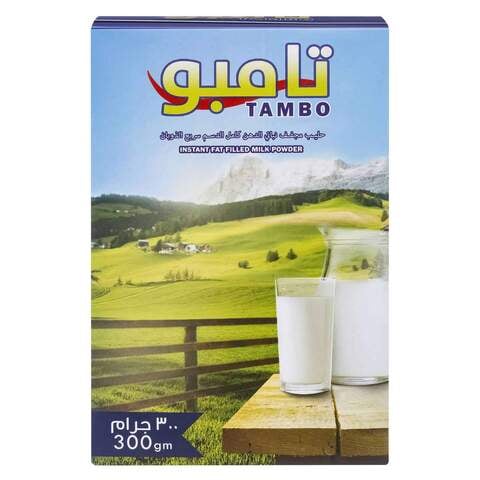 تامبو
TAMBO
حليب مجفف نباتي الدهن كامل الدسم سريع الذوبان
INSTANT FAT FILLED MILK POWDER
٣٠٠ جرام
300gm